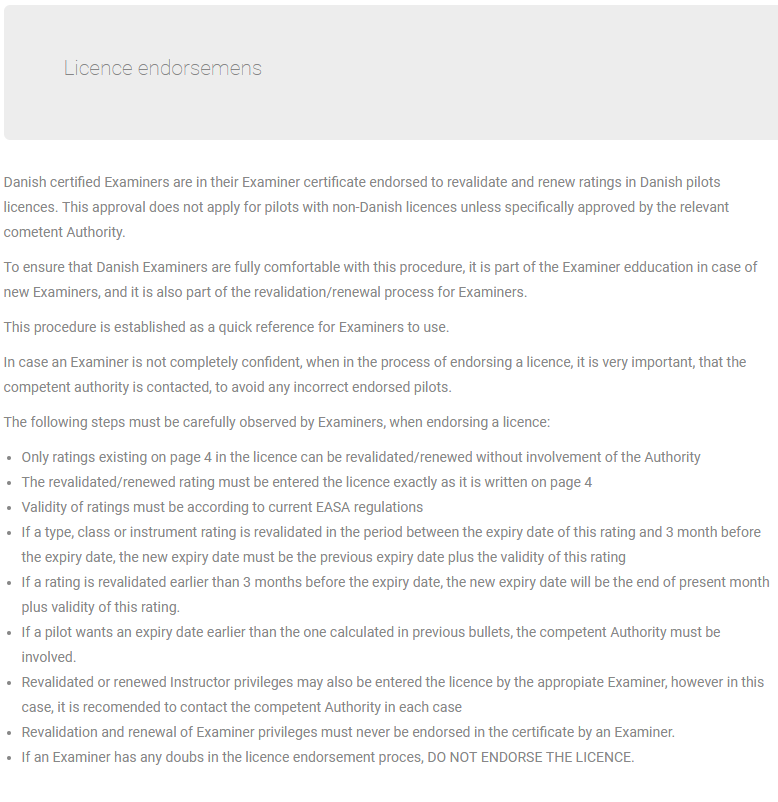 Licence endorsemens
Danish certified Examiners are in their Examiner certificate endorsed to revalidate and renew ratings in Danish pilots
licences. This approval does not apply for pilots with non-Danish licences unless specifically approved by the relevant
cometent Authority.
To ensure that Danish Examiners are fully comfortable with this procedure, it is part of the Examiner edducation in case of
new Examiners, and it is also part of the revalidation/renewal process for Examiners.
This procedure is established as a quick reference for Examiners to use.
In case an Examiner is not completely confident, when in the process of endorsing a licence, it is very important, that the
competent authority is contacted, to avoid any incorrect endorsed pilots.
The following steps must be carefully observed by Examiners, when endorsing a licence:
• Only ratings existing on page 4 in the licence can be revalidated/renewed without involvement of the Authority
• The revalidated/renewed rating must be entered the licence exactly as it is written on page 4
• Validity of ratings must be according to current EASA regulations
• If a type, class or instrument rating is revalidated in the period between the expiry date of this rating and 3 month before
the expiry date, the new expiry date must be the previous expiry date plus the validity of this rating
• If a rating is revalidated earlier than 3 months before the expiry date, the new expiry date will be the end of present month
plus validity of this rating.
• If a pilot wants an expiry date earlier than the one calculated in previous bullets, the competent Authority must be
involved.
• Revalidated or renewed Instructor privileges may also be entered the licence by the appropiate Examiner, however in this
case, it is recomended to contact the competent Authority in each case
• Revalidation and renewal of Examiner privileges must never be endorsed in the certificate by an Examiner.
• If an Examiner has any doubs in the licence endorsement proces, DO NOT ENDORSE THE LICENCE.